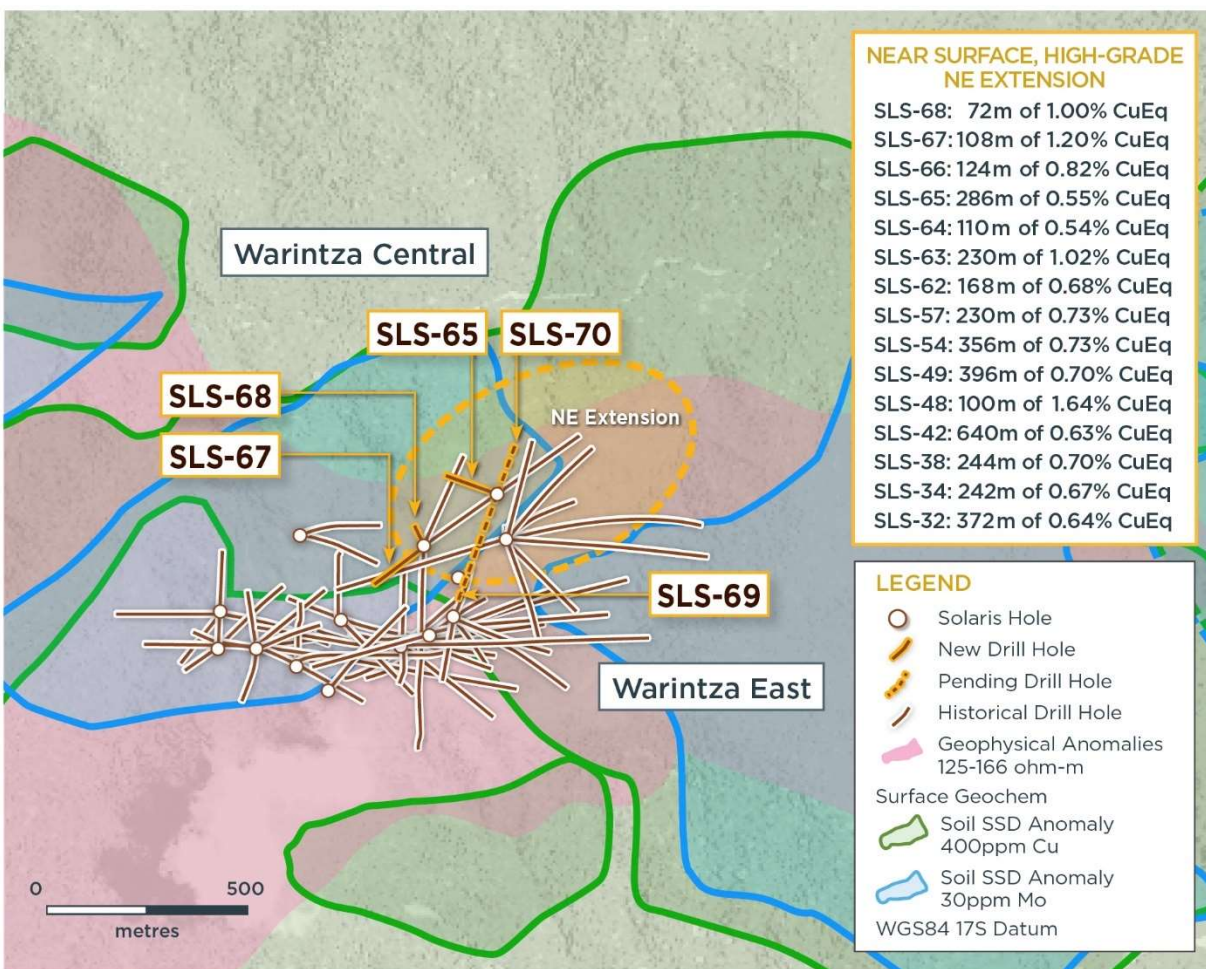 NEAR SURFACE, HIGH-GRADE
NE EXTENSION
SLS-68: 72m of 1.00% CuEq
SLS-67: 108m of 1.20% CuEq
SLS-66: 124m of 0.82% CuEq
SLS-65: 286m of 0.55% CuEq
SLS-64: 110m of 0.54% CuEq
SLS-63: 230m of 1.02% CuEq
SLS-62: 168m of 0.68% CuEq
SLS-57: 230m of 0.73% CuEq
SLS-54: 356m of 0.73% CuEq
SLS-49: 396m of 0.70% CuEq
SLS-48: 100m of 1.64% CuEq
SLS-42: 640m of 0.63% CuEq
SLS-38: 244m of 0.70% CuEq
SLS-34: 242m of 0.67% CuEq
SLS-32: 372m of 0.64% CuEq
Warintza Central
SLS-65
SLS-70
SLS-68
NE Extension
SLS-67
SLS-69
Warintza East
LEGEND
Solaris Hole
New Drill Hole
Pending Drill Hole
Historical Drill Hole
Geophysical Anomalies
125-166 ohm-m
Surface Geochem
Soil SSD Anomaly
400ppm Cu
Soil SSD Anomaly
30ppm Mo
WGS84 17S Datum
0 500
metres